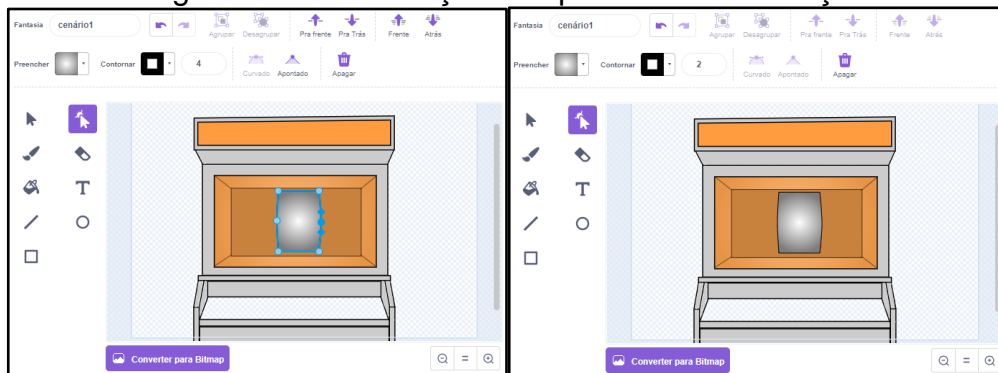 Fantasia cenário1 Agrupar Desagrupar Pra frente Pra Trás Frente Atrás
Preencher Contornar 4 Curvado Apontado Apagar
T
Converter para Bitmap
Fantasia cenário1 Agrupar Desagrupar Pra frente Pra Trás Frente Atrás
Preencher Contornar 2 Curvado Apontado Apagar
T
Converter para Bitmap